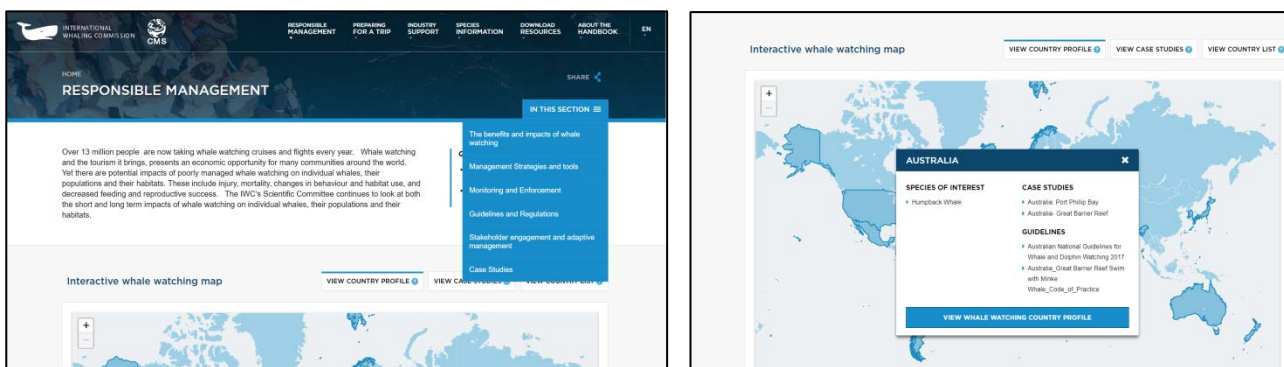 INTERNATIONAL
WHALING COMMISSION
CMS
RESPONSIBLE
MANAGEMENT
PREPARING
FOR A TRIP
INDUSTRY
SUPPORT
SPECIES
INFORMATION
DOWNLOAD
RESOURCES
ABOUT THE
HANDBOOK
EN
HOME
SHARE
RESPONSIBLE MANAGEMENT
IN THIS SECTION
The benefits and impacts of whale
watching
Management Strategies and tools
Monitoring and Enforcement
Guidelines and Regulations
Stakeholder engagement and adaptive
management
Case Studies
Over 13 million people are now taking whale watching cruises and flights every year. Whale watching
and the tourism it brings, presents an economic opportunity for many communities around the world.
Yet there are potential impacts of poorly managed whale watching on individual whales, their
populations and their habitats. These include injury, mortality, changes in behaviour and habitat use, and
decreased feeding and reproductive success. The IWC's Scientific Committee continues to look at both
the short and long term impacts of whale watching on individual whales, their populations and their
habitats.
Interactive whale watching map
VIEW COUNTRY PROFILE ?
VIEW CASE STUDIES ?
VIEW COUNTRY LIST ?
+
-
Interactive whale watching map
VIEW COUNTRY PROFILE ?
VIEW CASE STUDIES ?
VIEW COUNTRY LIST ?
+
-
AUSTRALIA
SPECIES OF INTEREST
Humpback Whale
CASE STUDIES
Australia- Port Phillip Bay
Australia- Great Barrier Reef
GUIDELINES
Australian National Guidelines for
Whale and Dolphin Watching 2017
Australia_Great Barrier Reef Swim
with Minke
Whale_Code_of_Practice
VIEW WHALE WATCHING COUNTRY PROFILE